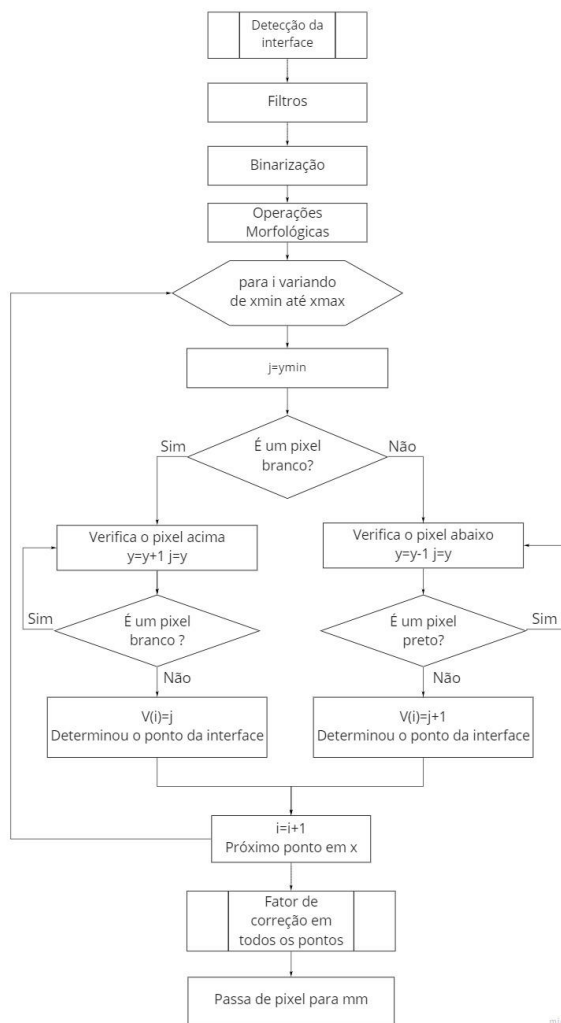 Detecção da
interface
Filtros
Binarização
Operações
Morfológicas
para i variando
de xmin até xmax
j=ymin
É um pixel
branco?
Sim
Não
Verifica o pixel acima
y=y+1 j=y
Verifica o pixel abaixo
y=y-1 j=y
Sim
É um pixel
branco ?
É um pixel
preto?
Sim
Não
Não
V(i)=j
Determinou o ponto da interface
V(i)=j+1
Determinou o ponto da interface
i=i+1
Próximo ponto em x
Fator de
correção em
todos os pontos
Passa de pixel para mm